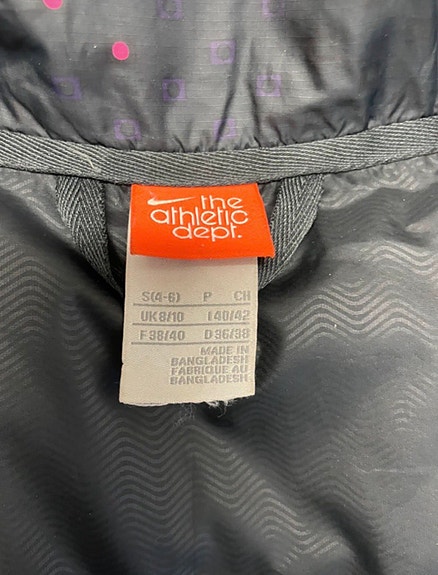 the
athletic
dept.
S(4-6) P CH
UK8/10 I40/42
F38/40 D36/38
MADE IN
BANGLADESH
FABRIQUE AU
BANGLADESH